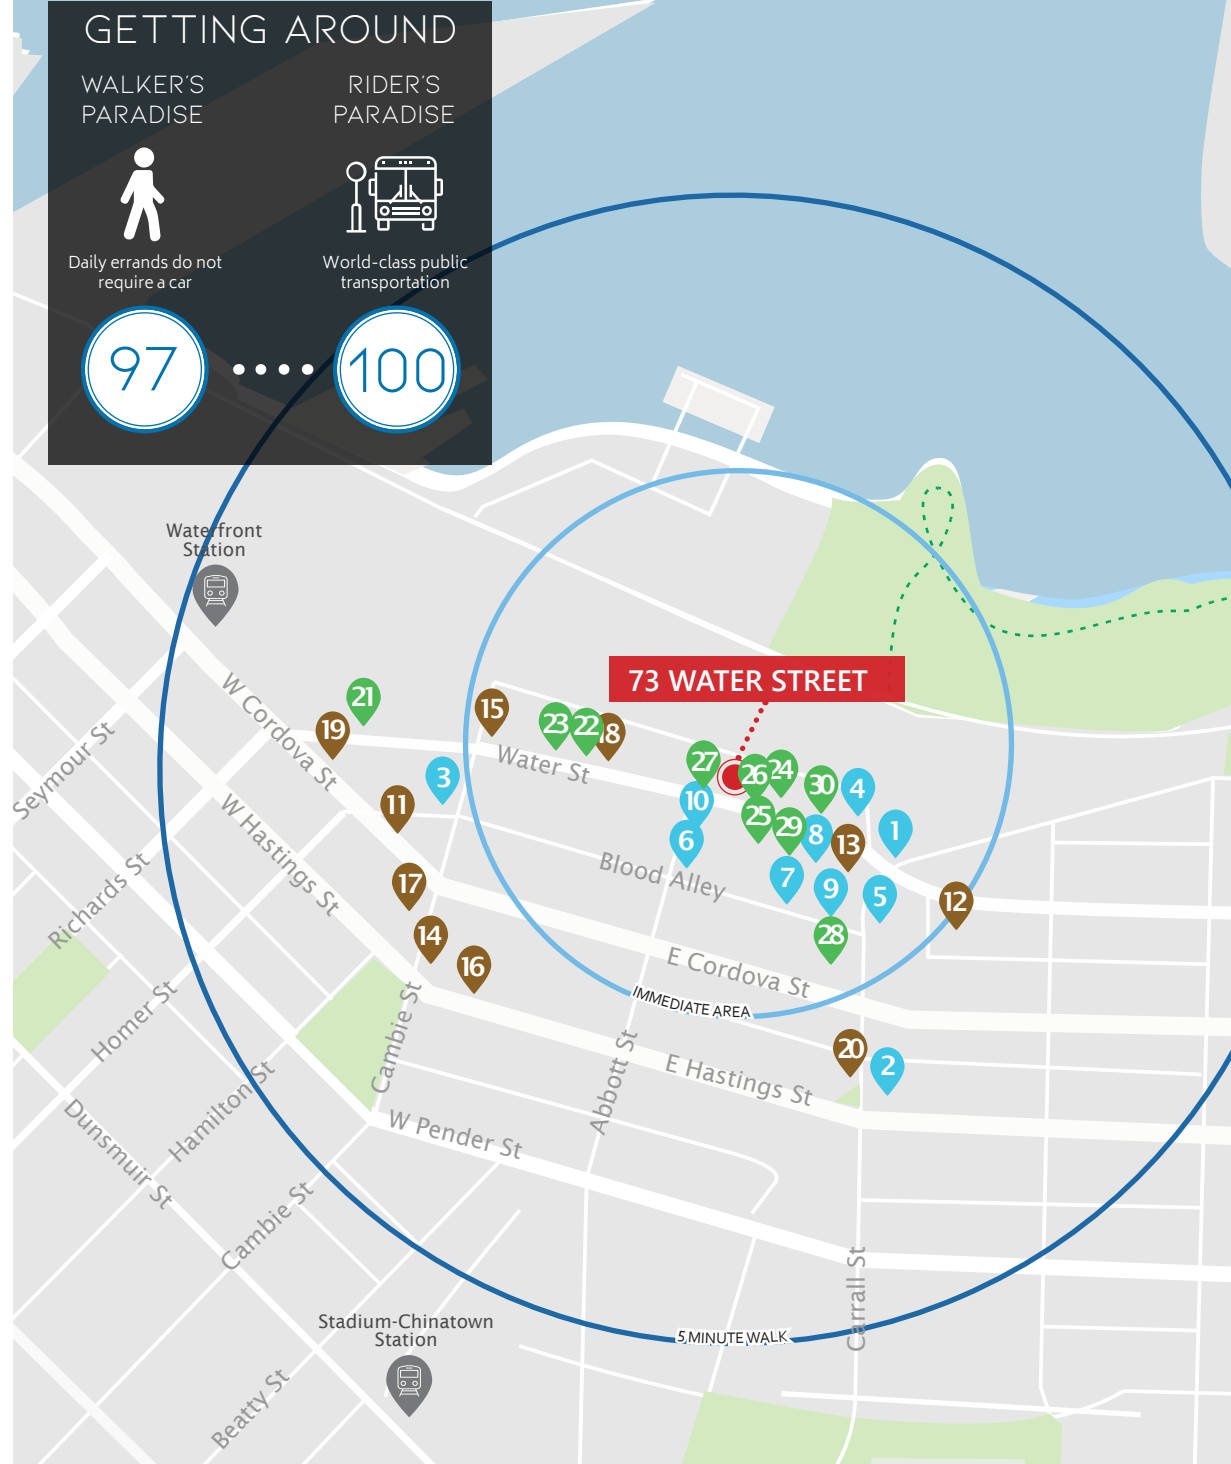 GETTING AROUND
WALKER'S
PARADISE
RIDER'S
PARADISE
Daily errands do not
require a car
World-class public
transportation
97
100
Waterfront
Station
73 WATER STREET
21
19
15
23
22
18
3
11
27
26
24
30
4
10
25
29
8
13
1
6
7
9
5
12
28
17
14
16
20
2
W Cordova St
Water St
Seymour St
W Hastings St
Blood Alley
Richards St
E Cordova St
IMMEDIATE AREA
Homer St
Cambie St
Abbott St
E Hastings St
Hamilton St
Dunsmuir St
W Pender St
Cambie St
Carrall St
Stadium-Chinatown
Station
5 MINUTE WALK
Beatty St